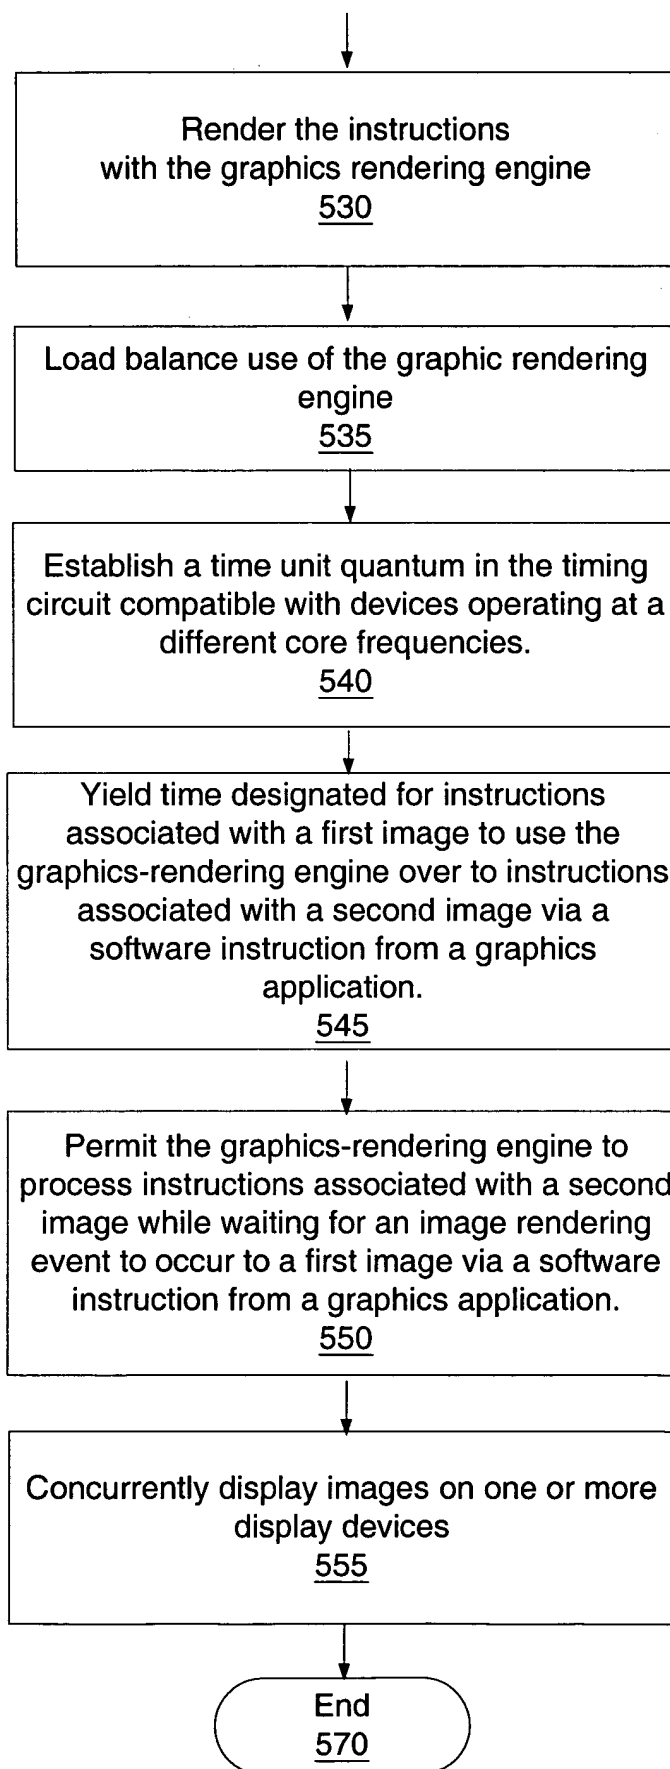 Render the instructions
with the graphics rendering engine
530
Load balance use of the graphic rendering
engine
535
Establish a time unit quantum in the timing
circuit compatible with devices operating at a
different core frequencies.
540
Yield time designated for instructions
associated with a first image to use the
graphics-rendering engine over to instructions
associated with a second image via a
software instruction from a graphics
application.
545
Permit the graphics-rendering engine to
process instructions associated with a second
image while waiting for an image rendering
event to occur to a first image via a software
instruction from a graphics application.
550
Concurrently display images on one or more
display devices
555
End
570